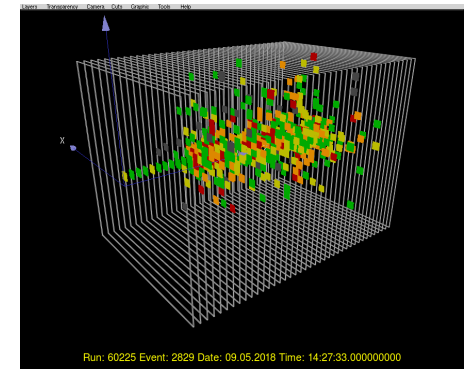 Layers Transparency Camera Cuts Graphic Tools Help
X
Run: 60225 Event: 2829 Date: 09.05.2018 Time: 14:27:33.000000000